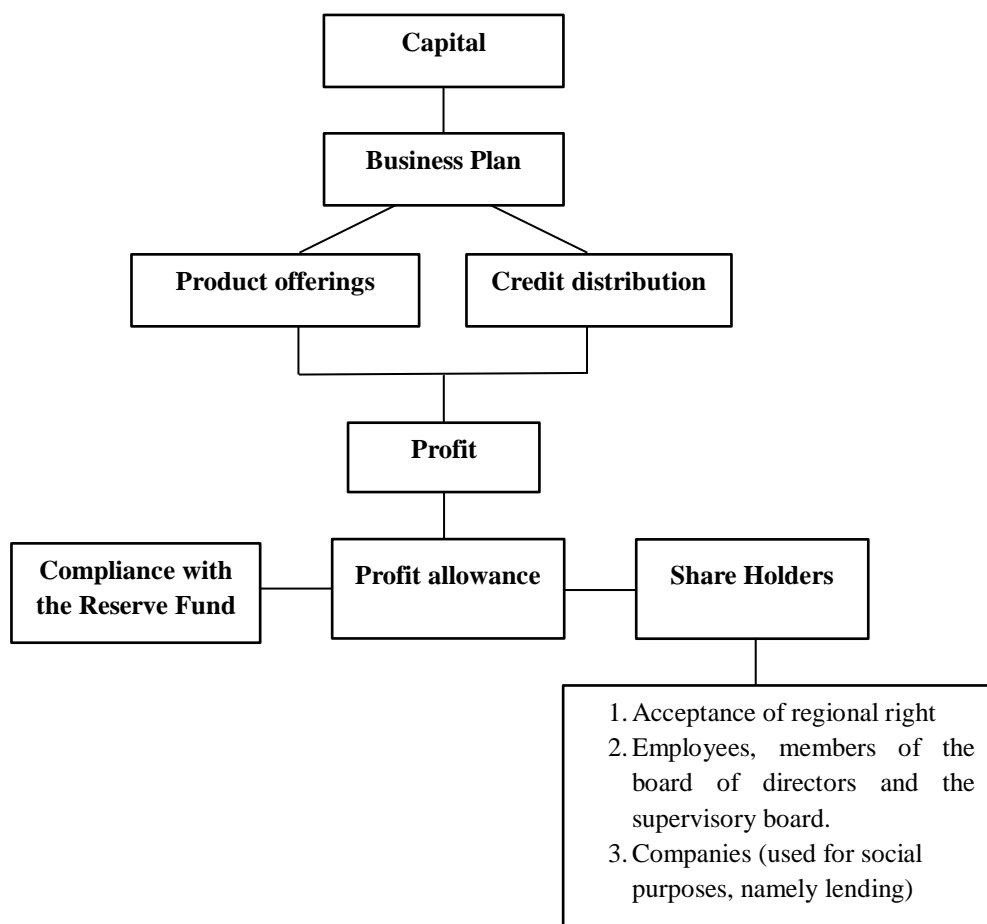 Capital
Business Plan
Product offerings
Credit distribution
Profit
Compliance with
the Reserve Fund
Profit allowance
Share Holders
1. Acceptance of regional right
2. Employees, members of the
board of directors and the
supervisory board.
3. Companies (used for social
purposes, namely lending)